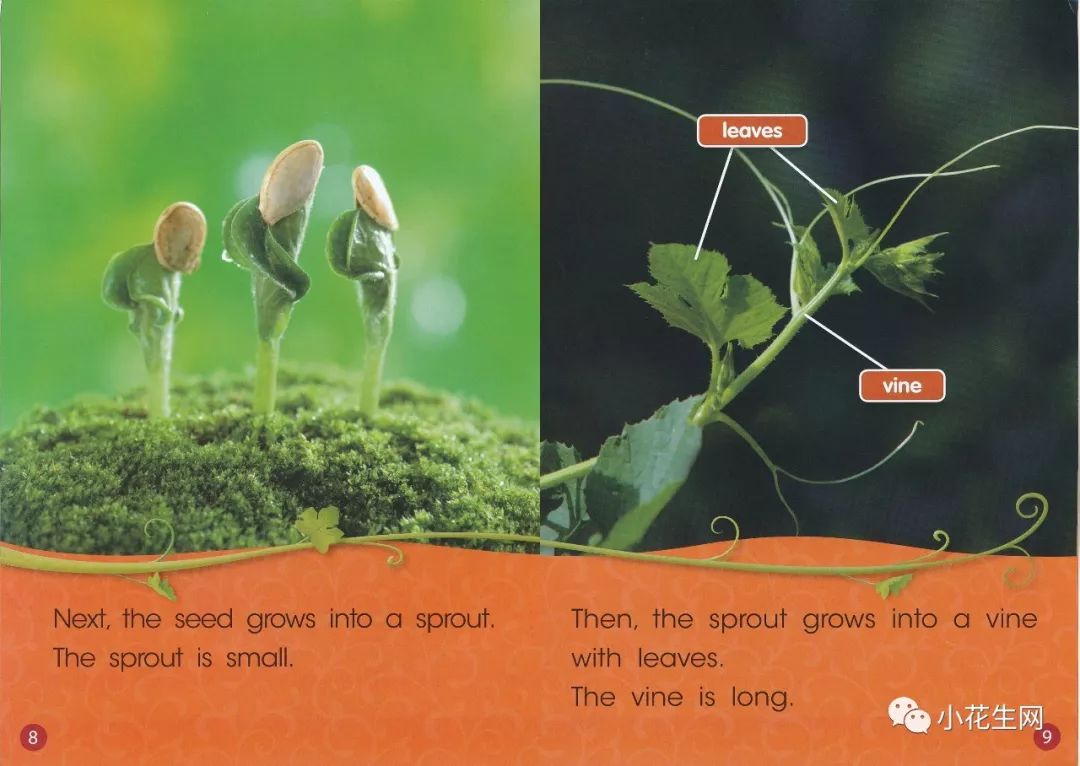 leaves
vine
Next, the seed grows into a sprout.
The sprout is small.
8
Then, the sprout grows into a vine
with leaves.
The vine is long.
小花生网
9